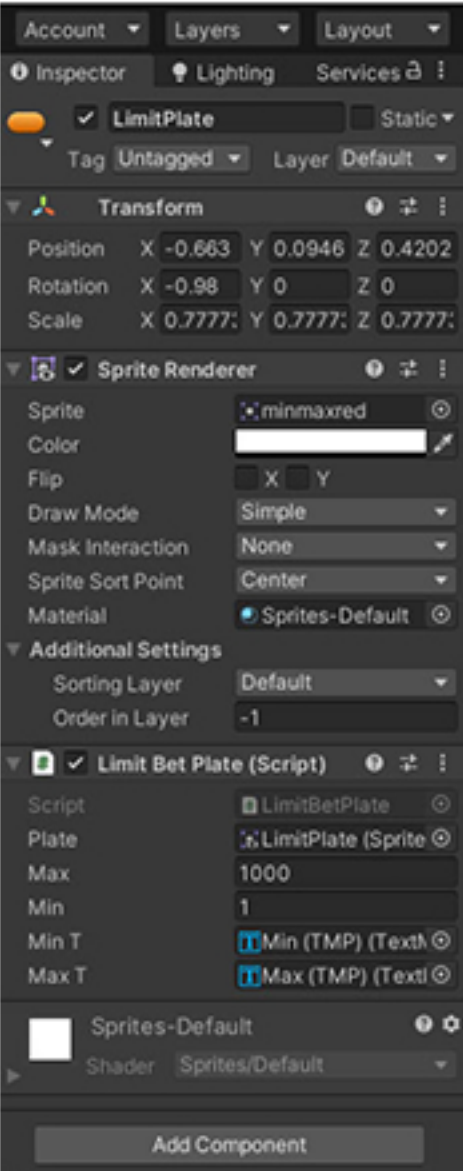 Account Layers Layout
Inspector Lighting Services
LimitPlate Static
Tag Untagged Layer Default
Transform
Position X -0.663 Y 0.0946 Z 0.4202
Rotation X -0.98 Y 0 Z 0
Scale X 0.7777 Y 0.7777 Z 0.7777
Sprite Renderer
Sprite minmaxred
Color
Flip X Y
Draw Mode Simple
Mask Interaction None
Sprite Sort Point Center
Material Sprites-Default
Additional Settings
Sorting Layer Default
Order in Layer -1
# Limit Bet Plate (Script)
Script # LimitBetPlate
Plate LimitPlate (Sprite
Max 1000
Min 1
Min T Min (TMP) (Text
Max T Max (TMP) (Text
Sprites-Default
Shader Sprites/Default
Add Component